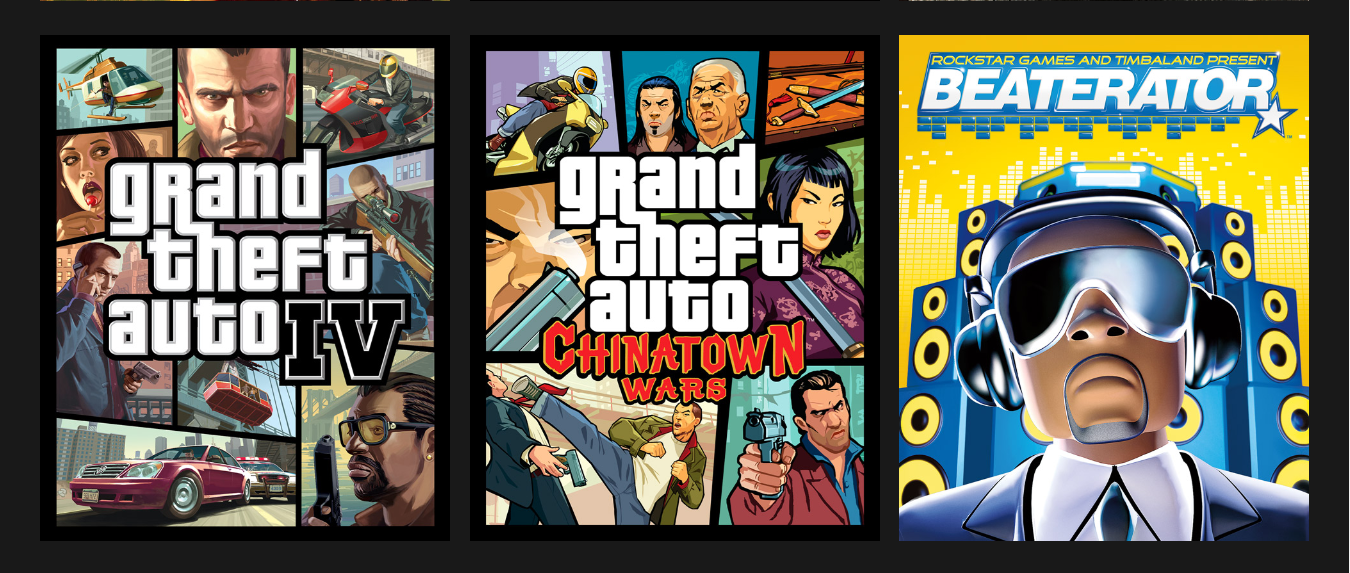 grand
theft
auto IV
grand
theft
auto
CHINATOWN
WARS
ROCKSTAR GAMES AND TIMBALAND PRESENT
BEATERATOR